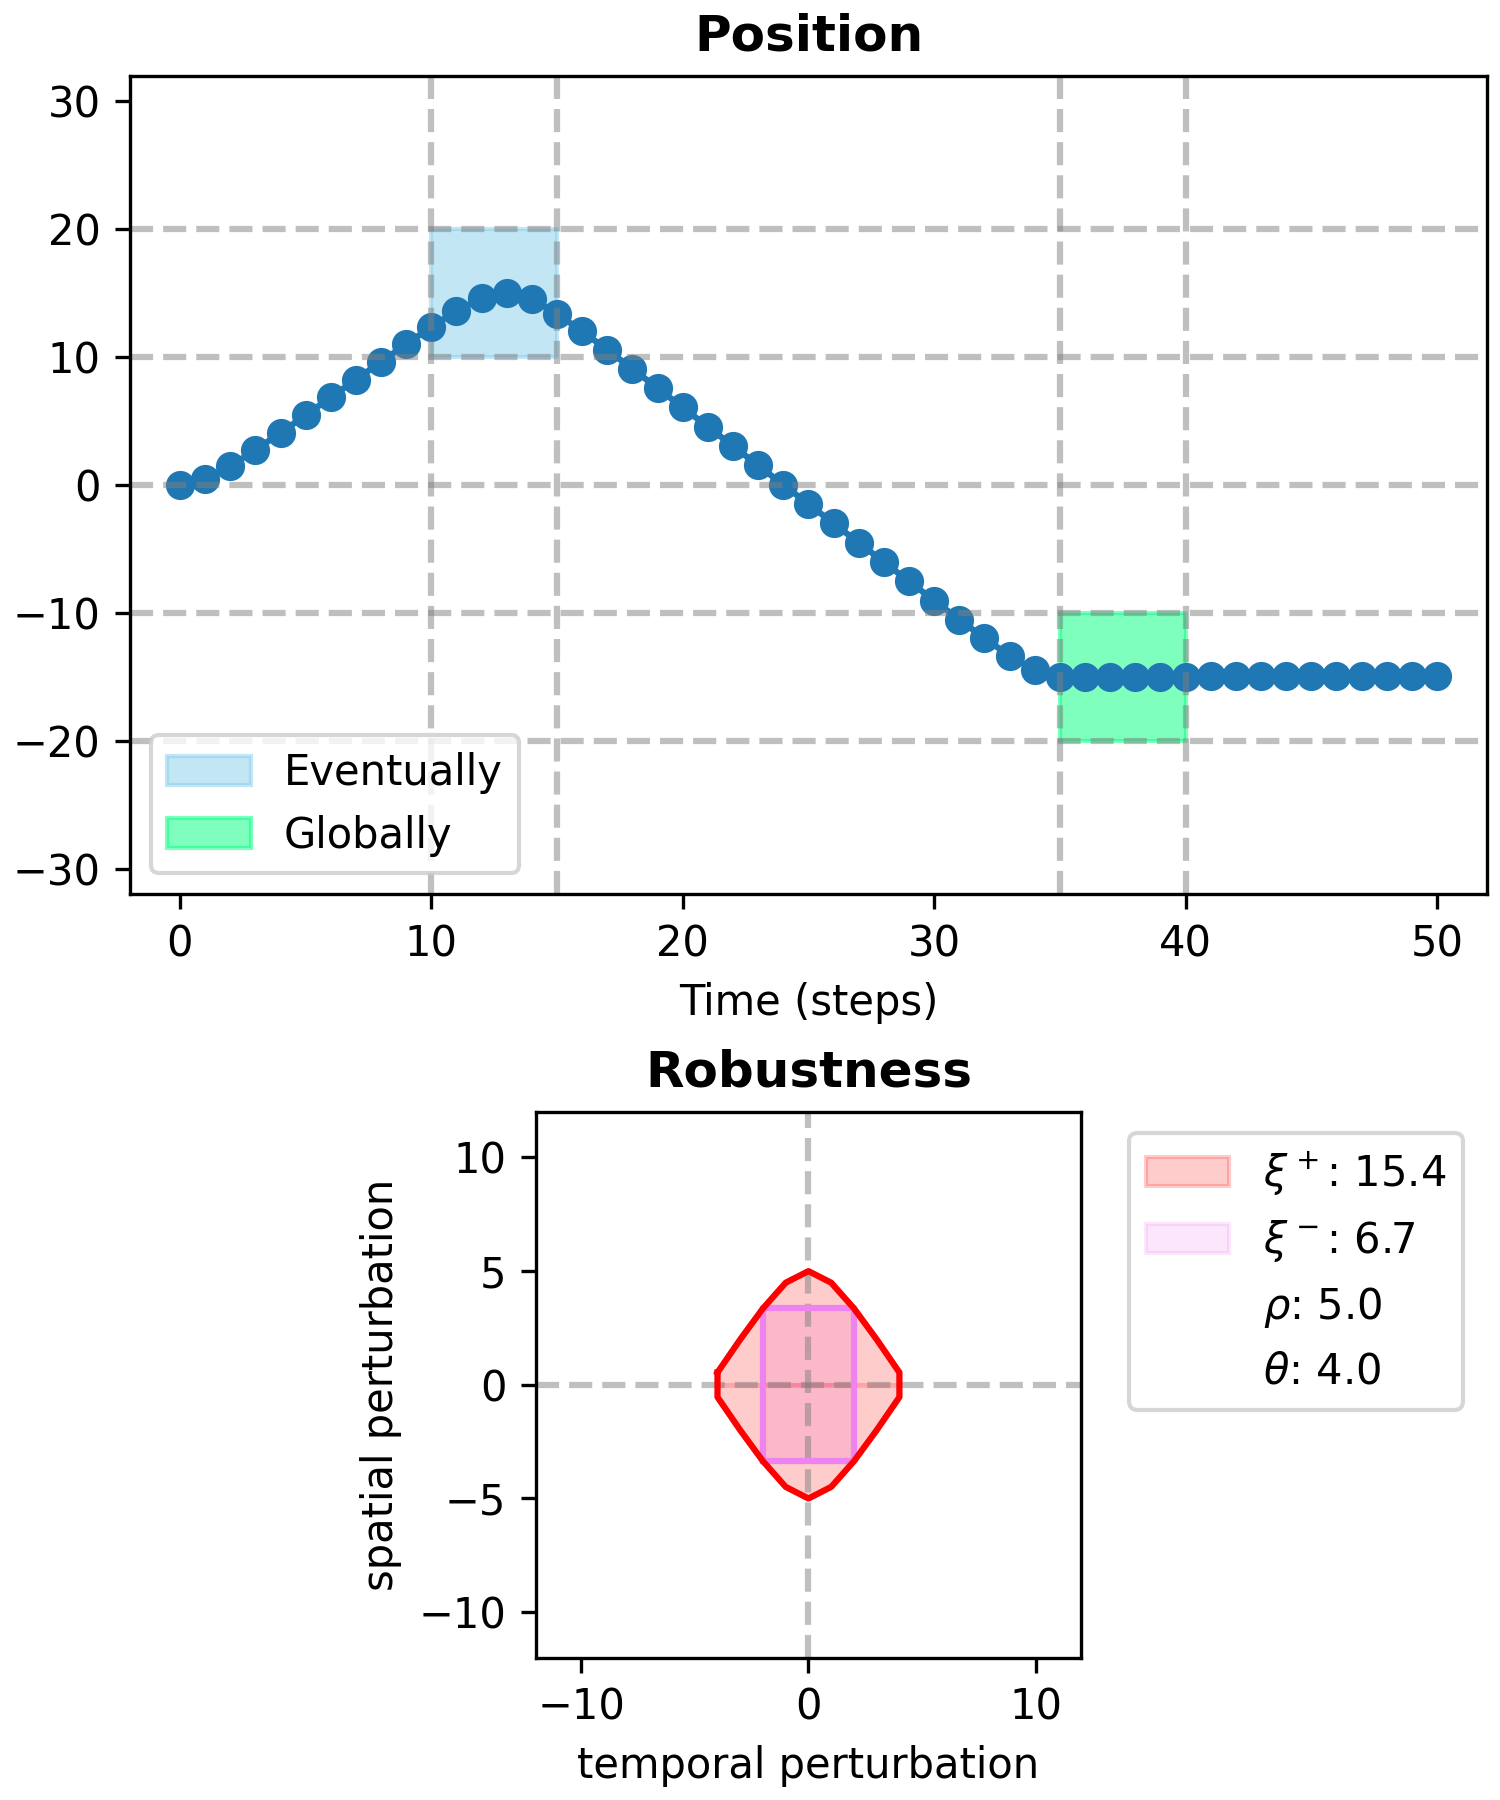 Position
30
20
10
0
−10
−20
−30
Eventually
Globally
0 10 20 30 40 50
Time (steps)
Robustness
spatial perturbation
10
5
0
−5
−10
−10 0 10
temporal perturbation
ξ⁺: 15.4
ξ⁻: 6.7
ρ: 5.0
θ: 4.0